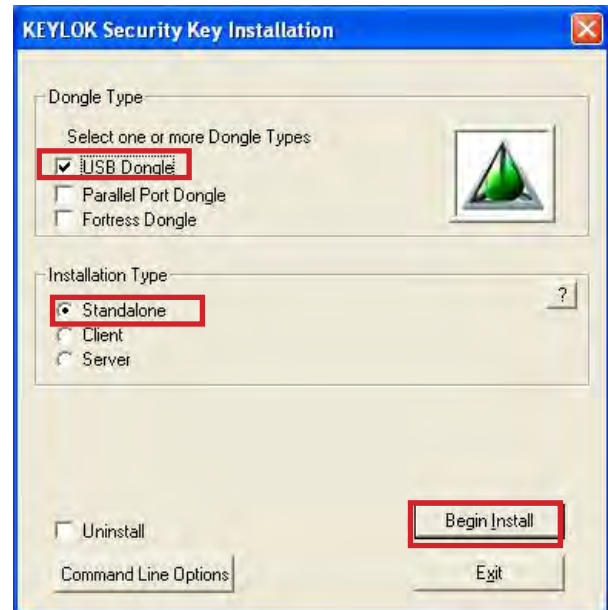 KEYLOK Security Key Installation
Dongle Type
Select one or more Dongle Types
USB Dongle
Parallel Port Dongle
Fortress Dongle
Installation Type
?
Standalone
Client
Server
Uninstall
Begin Install
Command Line Options
Exit